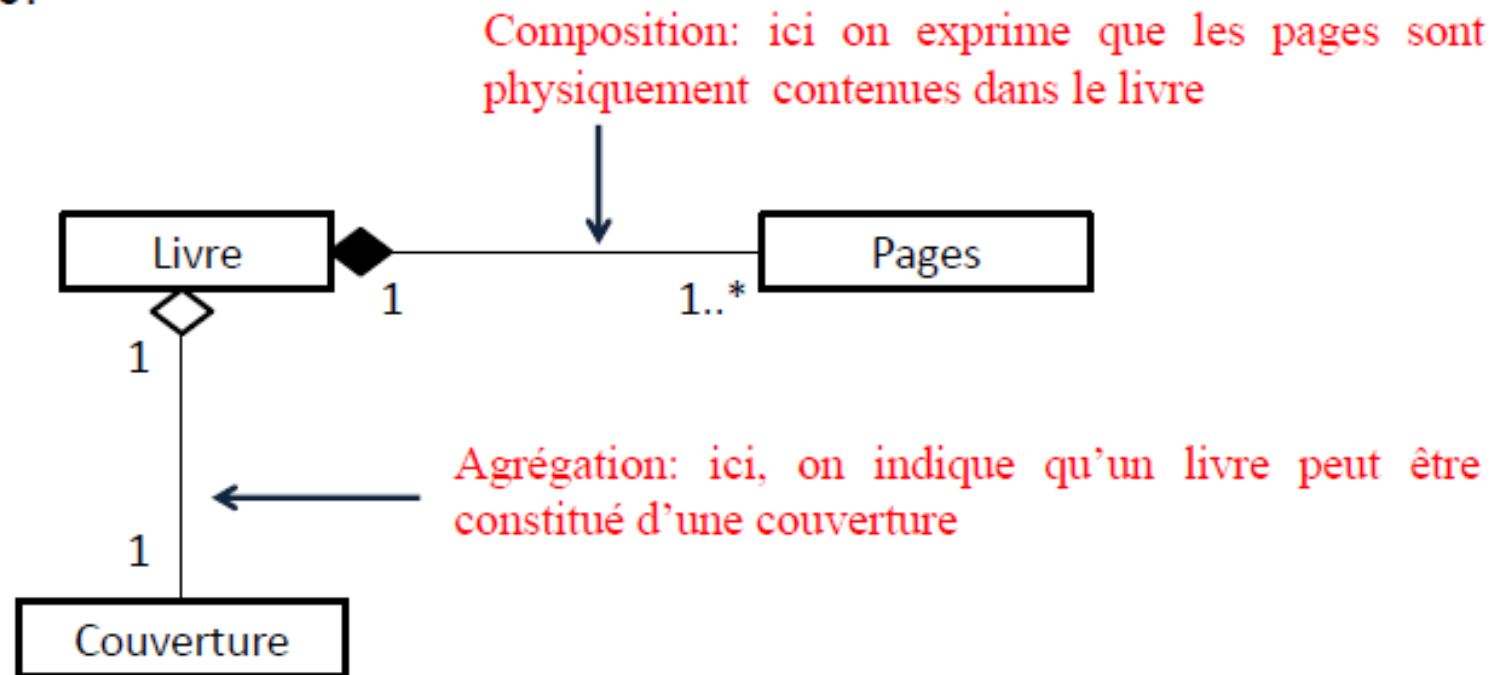 Composition: ici on exprime que les pages sont
physiquement contenues dans le livre
Livre
Pages
1
1..*
1
Agrégation: ici, on indique qu’un livre peut être
constitué d’une couverture
1
Couverture